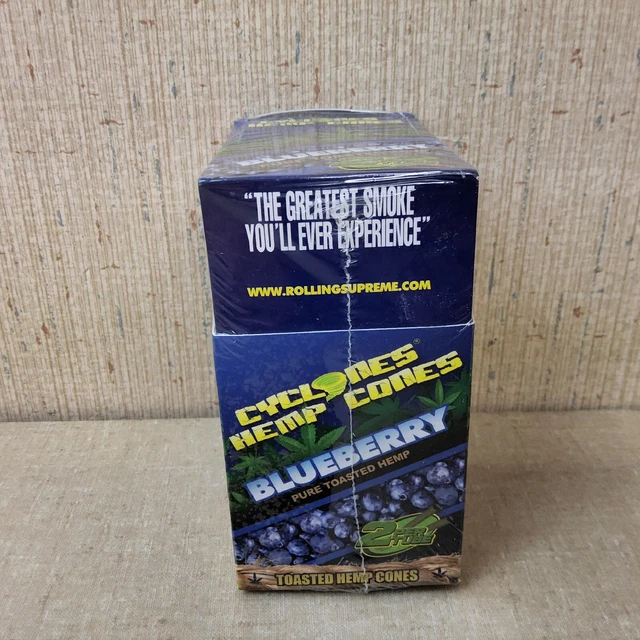 BLUEBERRY
"THE GREATEST SMOKE
YOU'LL EVER EXPERIENCE"
WWW.ROLLINGSUPREME.COM
CYCLONES®
HEMP CONES
BLUEBERRY
PURE TOASTED HEMP
TOASTED HEMP CONES